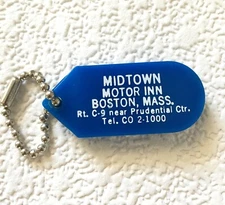 MIDTOWN
MOTOR INN
BOSTON, MASS.
Rt. C-9 near Prudential Ctr.
Tel. CO 2-1000